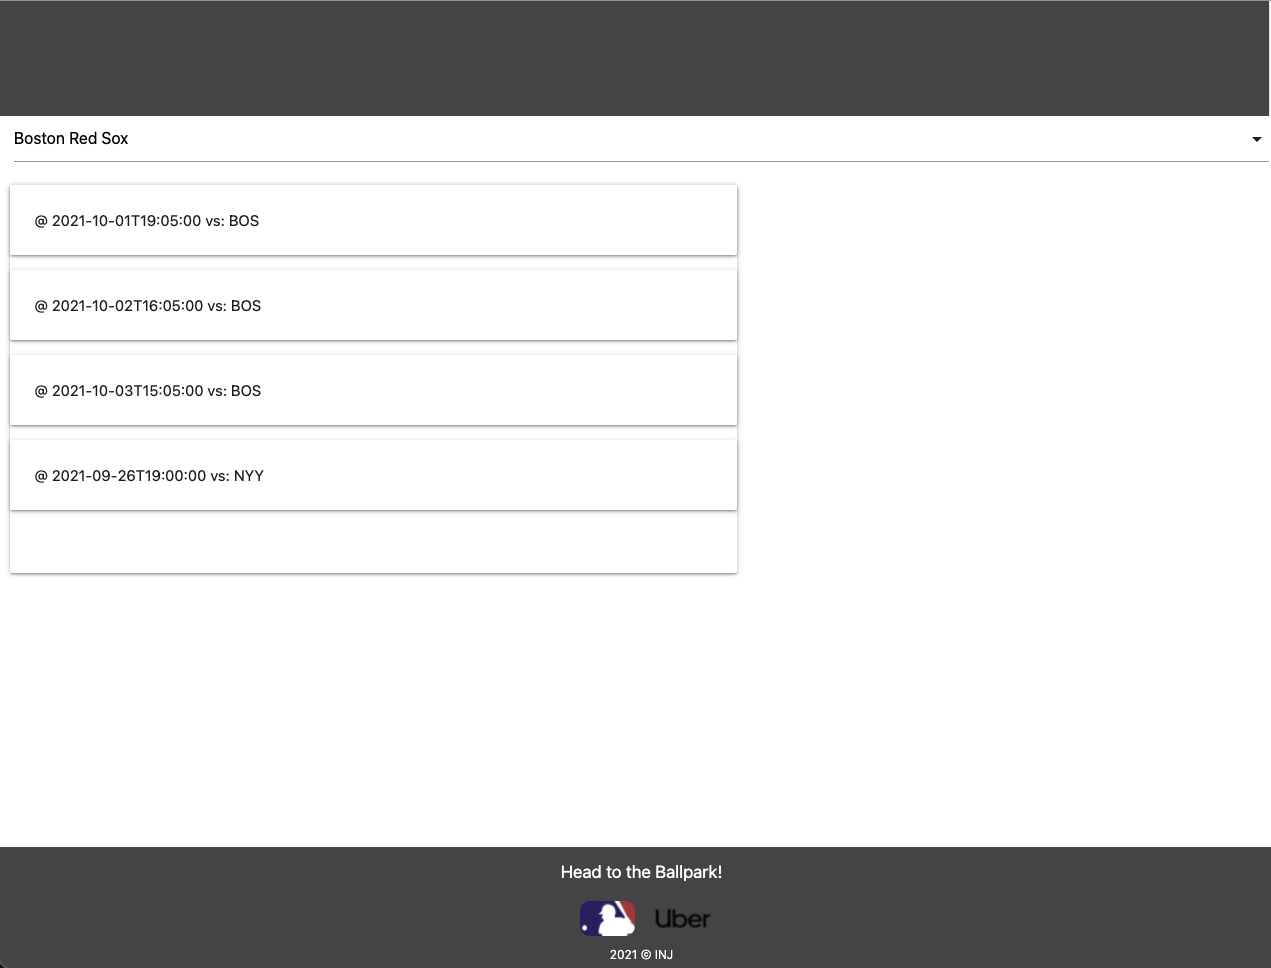 Boston Red Sox
@ 2021-10-01T19:05:00 vs: BOS
@ 2021-10-02T16:05:00 vs: BOS
@ 2021-10-03T15:05:00 vs: BOS
@ 2021-09-26T19:00:00 vs: NYY
Head to the Ballpark!
Uber
2021 © INJ